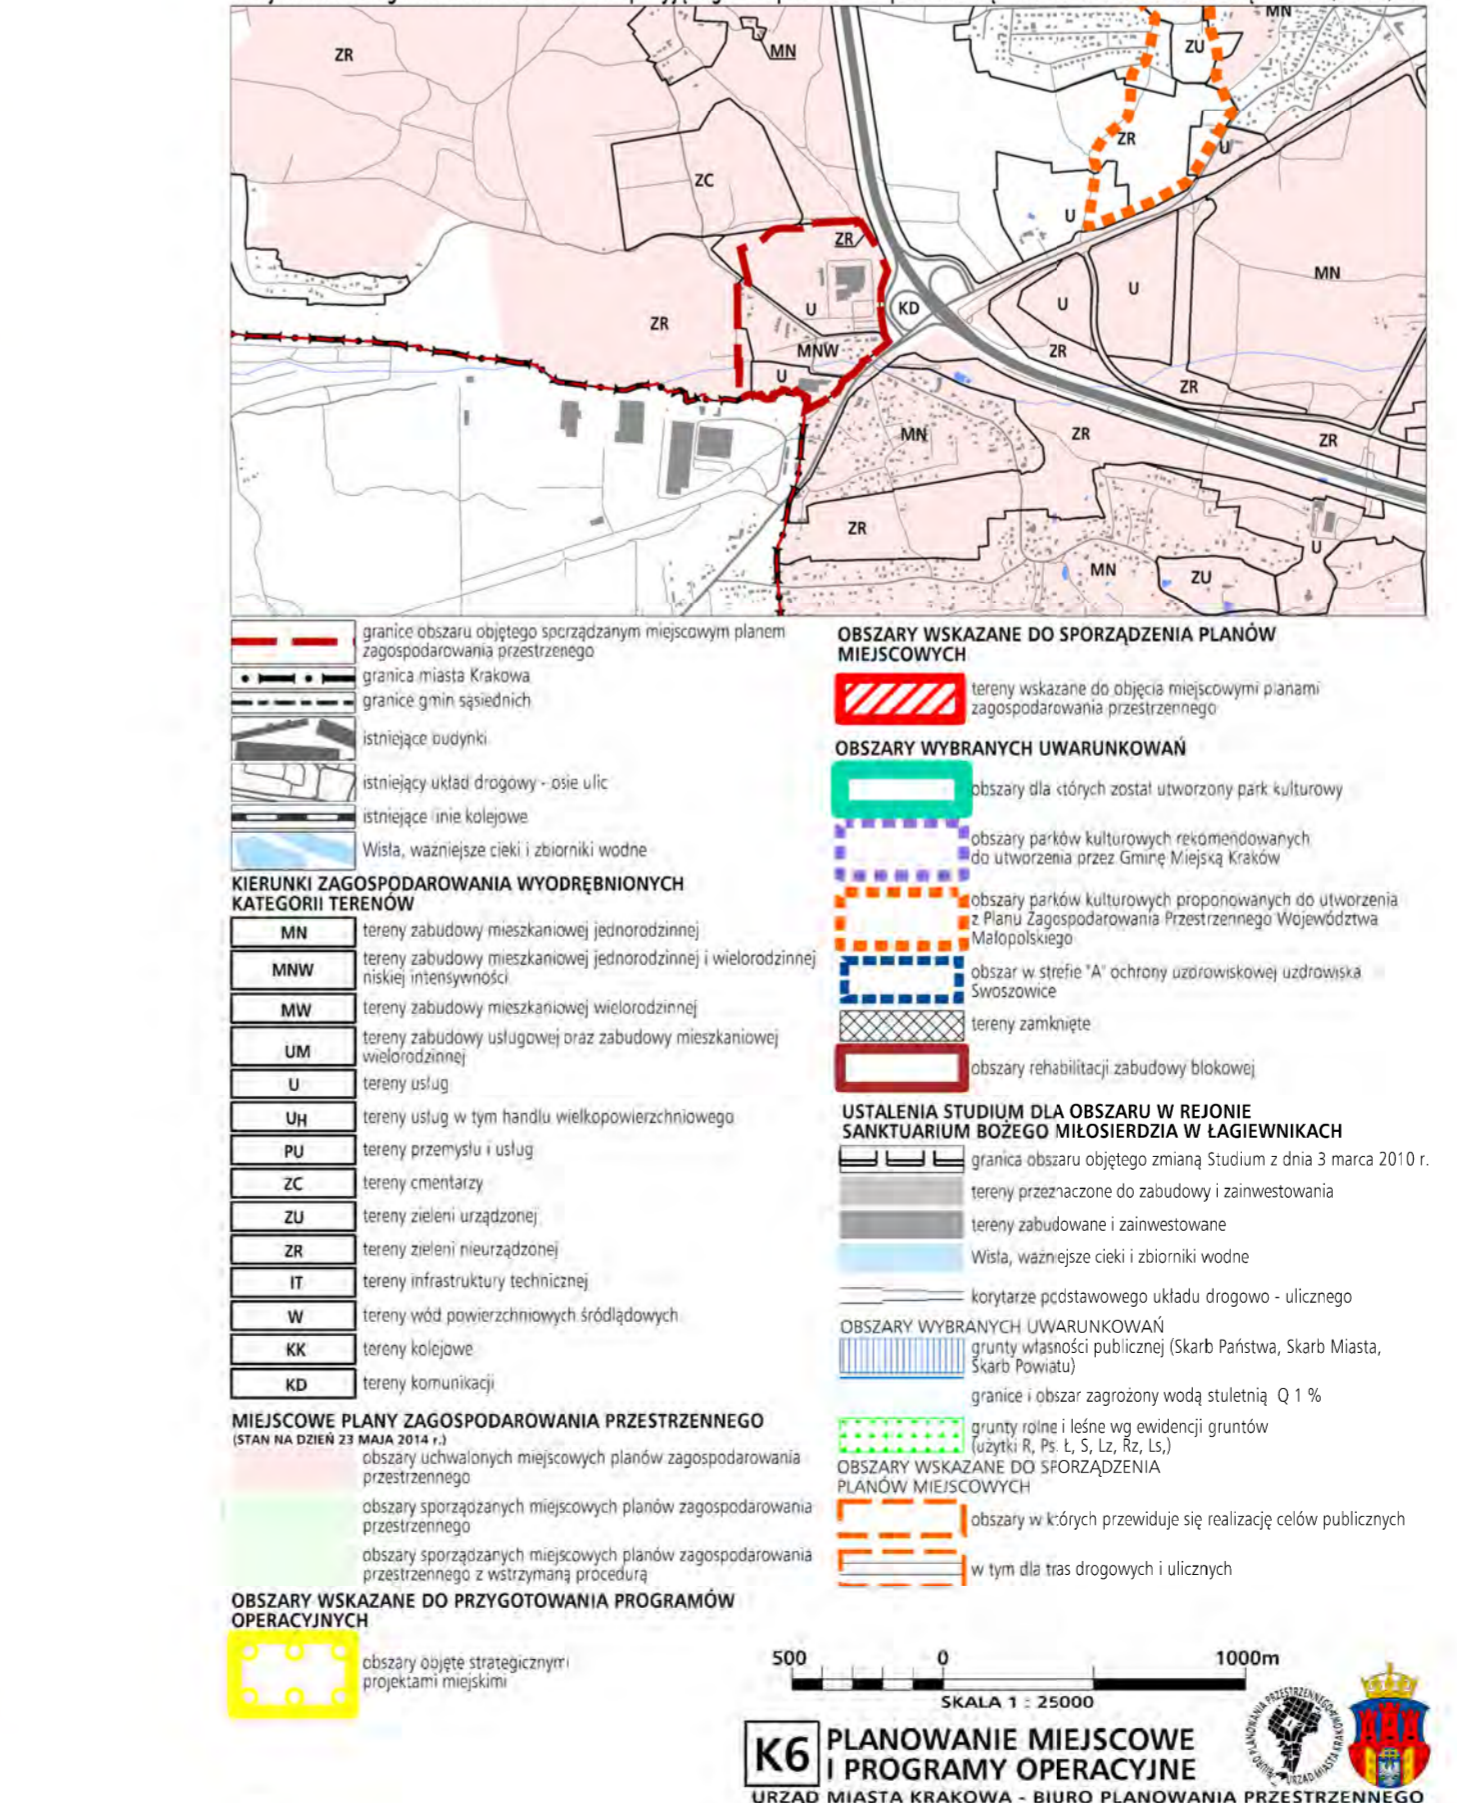 ZR
MN
ZU
MN
ZR
U
ZC
U
ZR
U
KD
U
U
MN
ZR
MNW
U
ZR
ZR
MN
ZR
ZR
ZR
U
MN
ZU
granice obszaru objętego sporządzanym miejscowym planem
zagospodarowania przestrzenego
granica miasta Krakowa
granice gmin sąsiednich
istniejące budynki
istniejący układ drogowy - osie ulic
istniejące linie kolejowe
Wisła, ważniejsze cieki i zbiorniki wodne
KIERUNKI ZAGOSPODAROWANIA WYODRĘBNIONYCH
KATEGORII TERENÓW
MN tereny zabudowy mieszkaniowej jednorodzinnej
MNW tereny zabudowy mieszkaniowej jednorodzinnej i wielorodzinnej
niskiej intensywności
MW tereny zabudowy mieszkaniowej wielorodzinnej
UM tereny zabudowy usługowej oraz zabudowy mieszkaniowej
wielorodzinnej
U tereny usług
UH tereny usług w tym handlu wielkopowierzchniowego
PU tereny przemysłu i usług
ZC tereny cmentarzy
ZU tereny zieleni urządzonej
ZR tereny zieleni nieurządzonej
IT tereny infrastruktury technicznej
W tereny wód powierzchniowych śródlądowych
KK tereny kolejowe
KD tereny komunikacji
MIEJSCOWE PLANY ZAGOSPODAROWANIA PRZESTRZENNEGO
(STAN NA DZIEŃ 23 MAJA 2014 r.)
obszary uchwalonych miejscowych planów zagospodarowania
przestrzennego
obszary sporządzanych miejscowych planów zagospodarowania
przestrzennego
obszary sporządzanych miejscowych planów zagospodarowania
przestrzennego z wstrzymaną procedurą
OBSZARY WSKAZANE DO PRZYGOTOWANIA PROGRAMÓW
OPERACYJNYCH
obszary objęte strategicznymi
projektami miejskimi
OBSZARY WSKAZANE DO SPORZĄDZENIA PLANÓW
MIEJSCOWYCH
tereny wskazane do objęcia miejscowymi planami
zagospodarowania przestrzennego
OBSZARY WYBRANYCH UWARUNKOWAŃ
obszary dla których został utworzony park kulturowy
obszary parków kulturowych rekomendowanych
do utworzenia przez Gminę Miejską Kraków
obszary parków kulturowych proponowanych do utworzenia
z Planu Zagospodarowania Przestrzennego Województwa
Małopolskiego
obszar w strefie "A" ochrony uzdrowiskowej uzdrowiska
Swoszowice
tereny zamknięte
obszary rehabilitacji zabudowy blokowej
USTALENIA STUDIUM DLA OBSZARU W REJONIE
SANKTUARIUM BOŻEGO MIŁOSIERDZIA W ŁAGIEWNIKACH
granica obszaru objętego zmianą Studium z dnia 3 marca 2010 r.
tereny przeznaczone do zabudowy i zainwestowania
tereny zabudowane i zainwestowane
Wisła, ważniejsze cieki i zbiorniki wodne
korytarze podstawowego układu drogowo - ulicznego
OBSZARY WYBRANYCH UWARUNKOWAŃ
grunty własności publicznej (Skarb Państwa, Skarb Miasta,
Skarb Powiatu)
granice i obszar zagrożony wodą stuletnią Q 1 %
grunty rolne i leśne wg ewidencji gruntów
(użytki R, Ps. Ł, S, Lz, Rz, Ls,)
OBSZARY WSKAZANE DO SPORZĄDZENIA
PLANÓW MIEJSCOWYCH
obszary w których przewiduje się realizację celów publicznych
w tym dla tras drogowych i ulicznych
500 0 1000m
SKALA 1 : 25000
K6 PLANOWANIE MIEJSCOWE
I PROGRAMY OPERACYJNE
URZĄD MIASTA KRAKOWA - BIURO PLANOWANIA PRZESTRZENNEGO